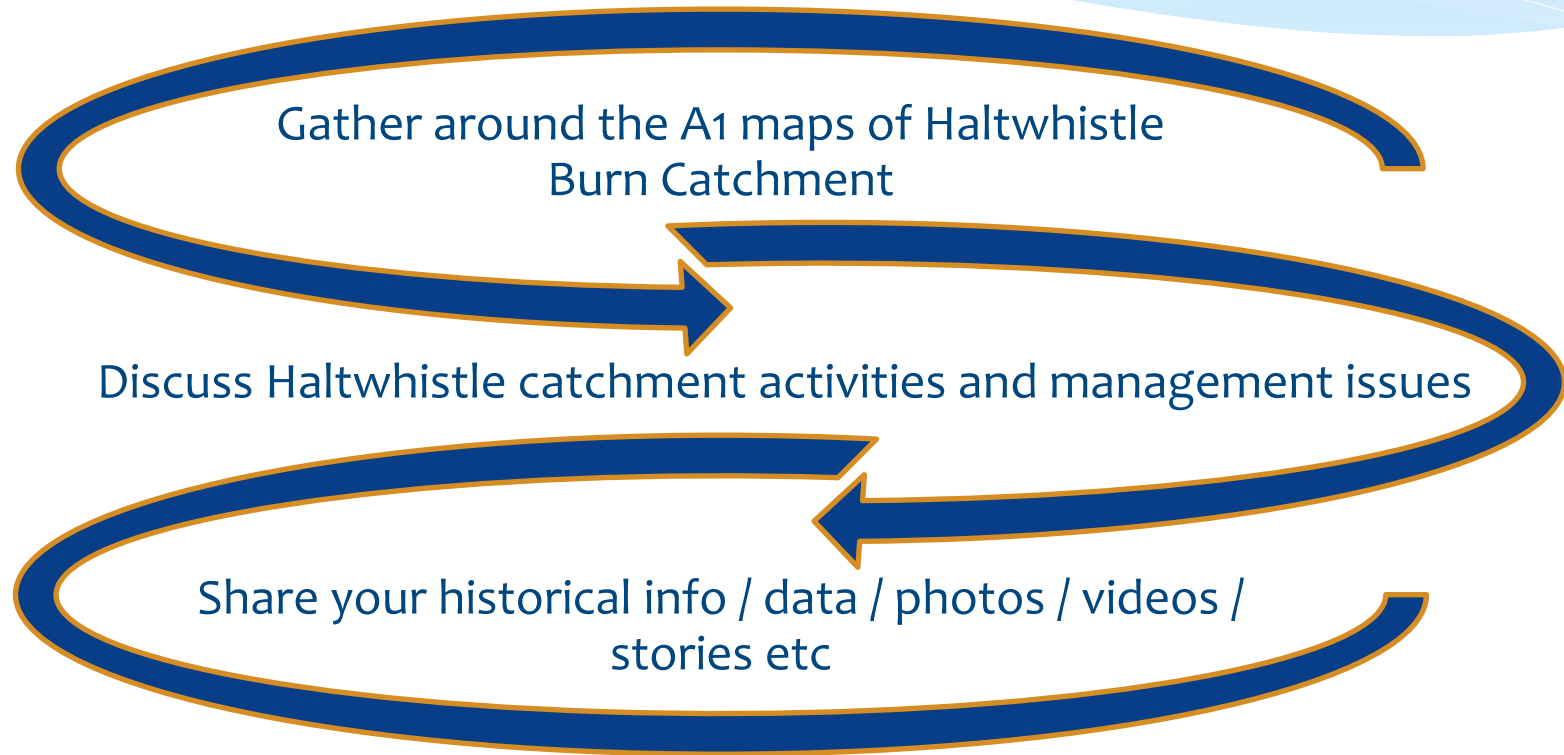 Gather around the A1 maps of Haltwhistle
Burn Catchment
Discuss Haltwhistle catchment activities and management issues
Share your historical info / data / photos / videos /
stories etc